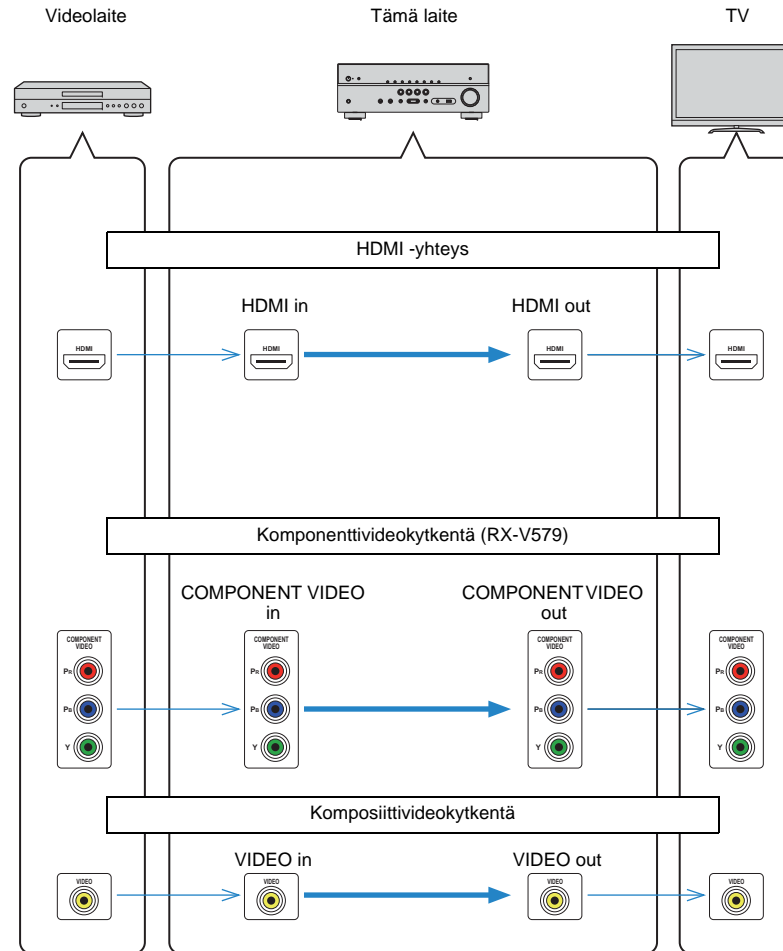 Videolaite
Tämä laite
TV
HDMI -yhteys
HDMI in
HDMI out
HDMI
HDMI
HDMI
HDMI
Komponenttivideokytkentä (RX-V579)
COMPONENT VIDEO
in
COMPONENT VIDEO
out
COMPONENT
VIDEO
PR
PB
Y
COMPONENT
VIDEO
PR
PB
Y
COMPONENT
VIDEO
PR
PB
Y
COMPONENT
VIDEO
PR
PB
Y
Komposiittivideokytkentä
VIDEO in
VIDEO out
VIDEO
VIDEO
VIDEO
VIDEO